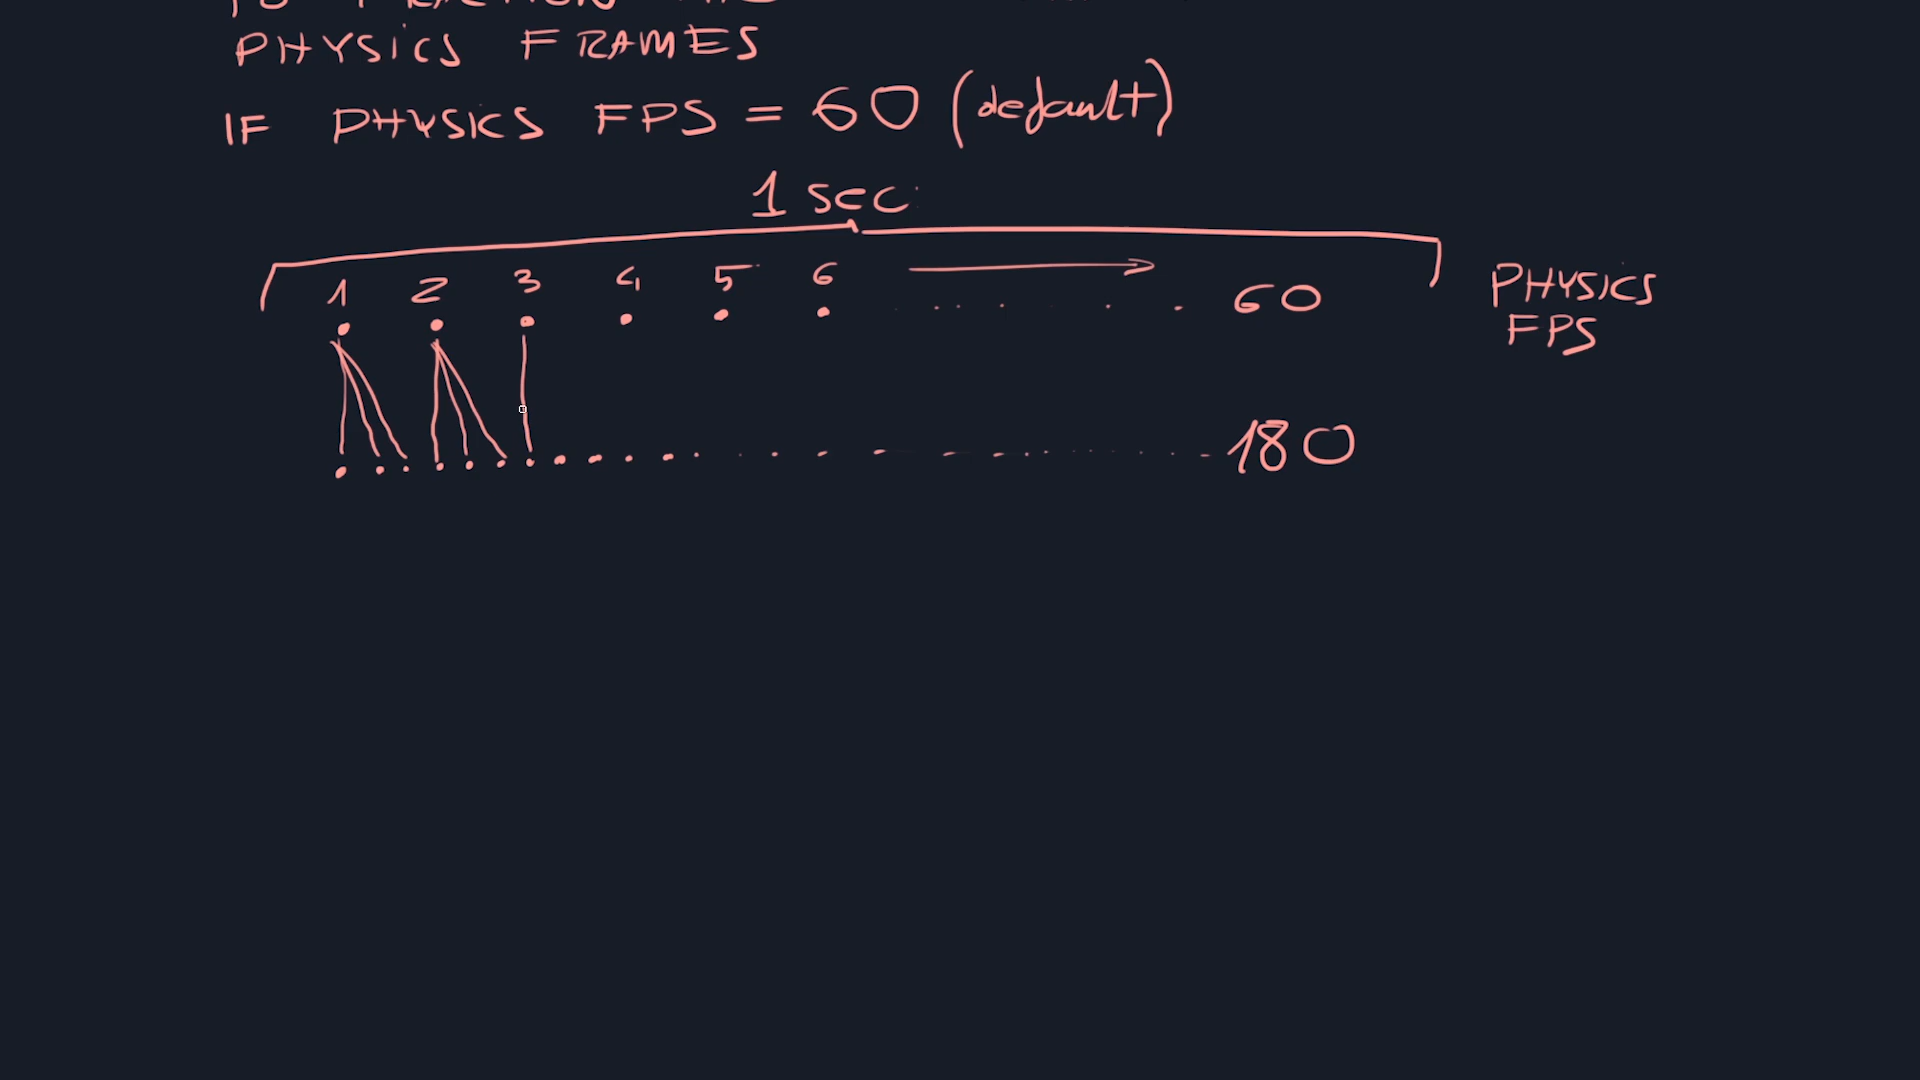 PHYSICS FRAMES
IF PHYSICS FPS = 60 (default)
1 sec
1 2 3 4 5 6 60
PHYSICS
FPS
180